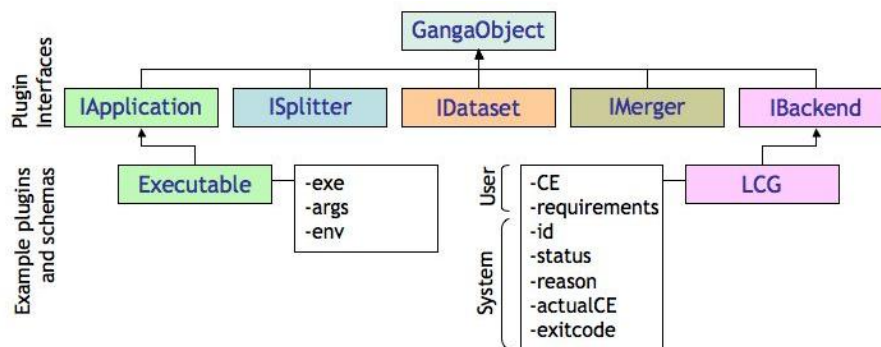 GangaObject
Plugin
Interfaces
IApplication
ISplitter
IDataset
IMerger
IBackend
Example plugins
and schemas
Executable
-exe
-args
-env
User
System
-CE
-requirements
-id
-status
-reason
-actualCE
-exitcode
LCG